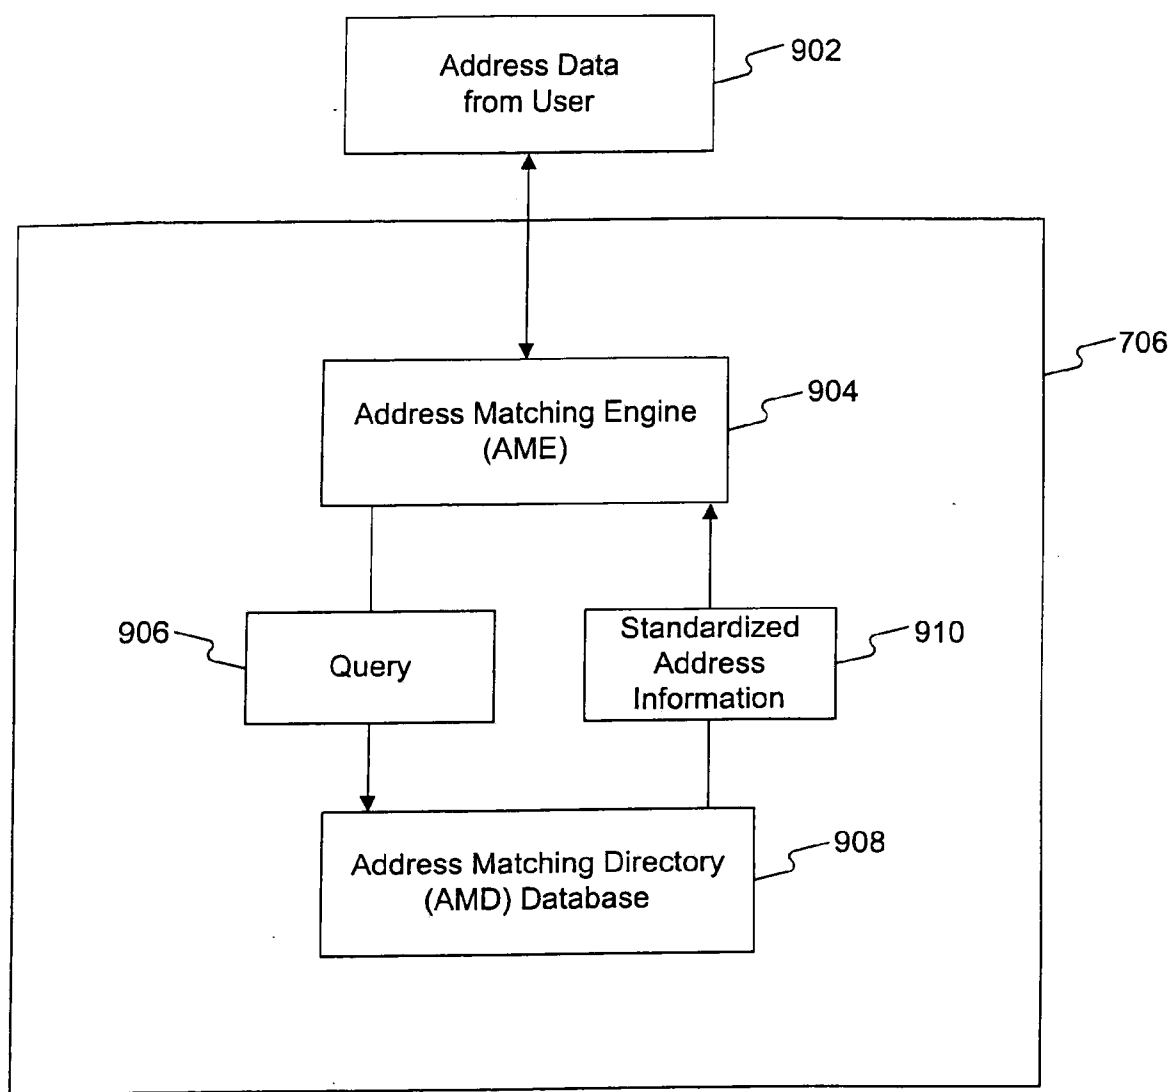 Address Data
from User
902
706
Address Matching Engine
(AME)
904
906
Query
Standardized
Address
Information
910
Address Matching Directory
(AMD) Database
908